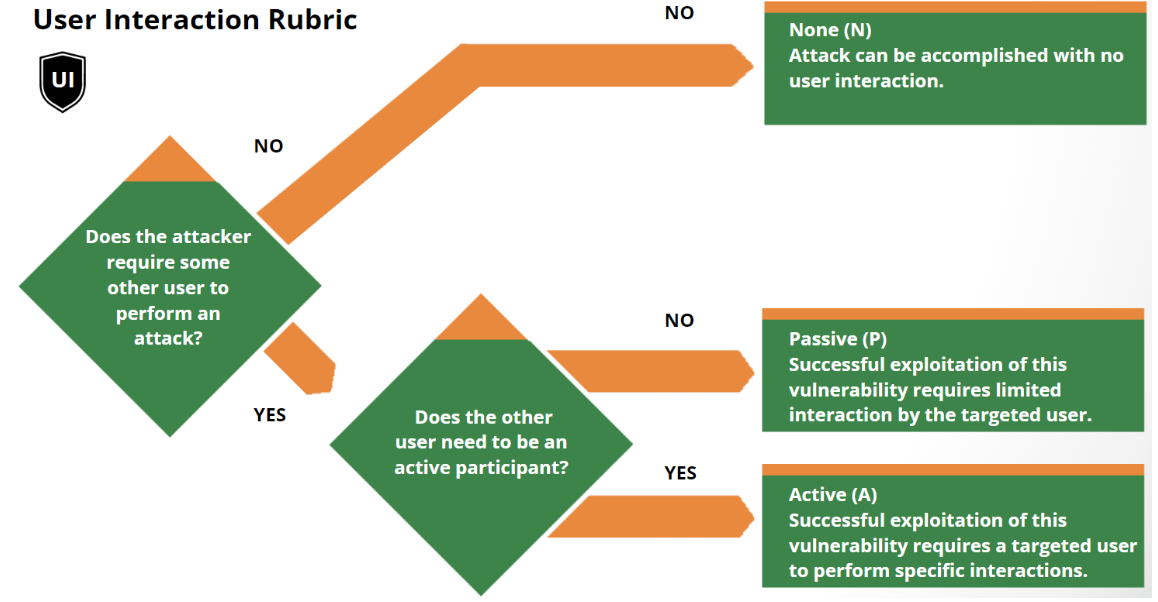 User Interaction Rubric
UI
NO
NO
None (N)
Attack can be accomplished with no
user interaction.
Does the attacker
require some
other user to
perform an
attack?
YES
Does the other
user need to be an
active participant?
NO
Passive (P)
Successful exploitation of this
vulnerability requires limited
interaction by the targeted user.
YES
Active (A)
Successful exploitation of this
vulnerability requires a targeted user
to perform specific interactions.